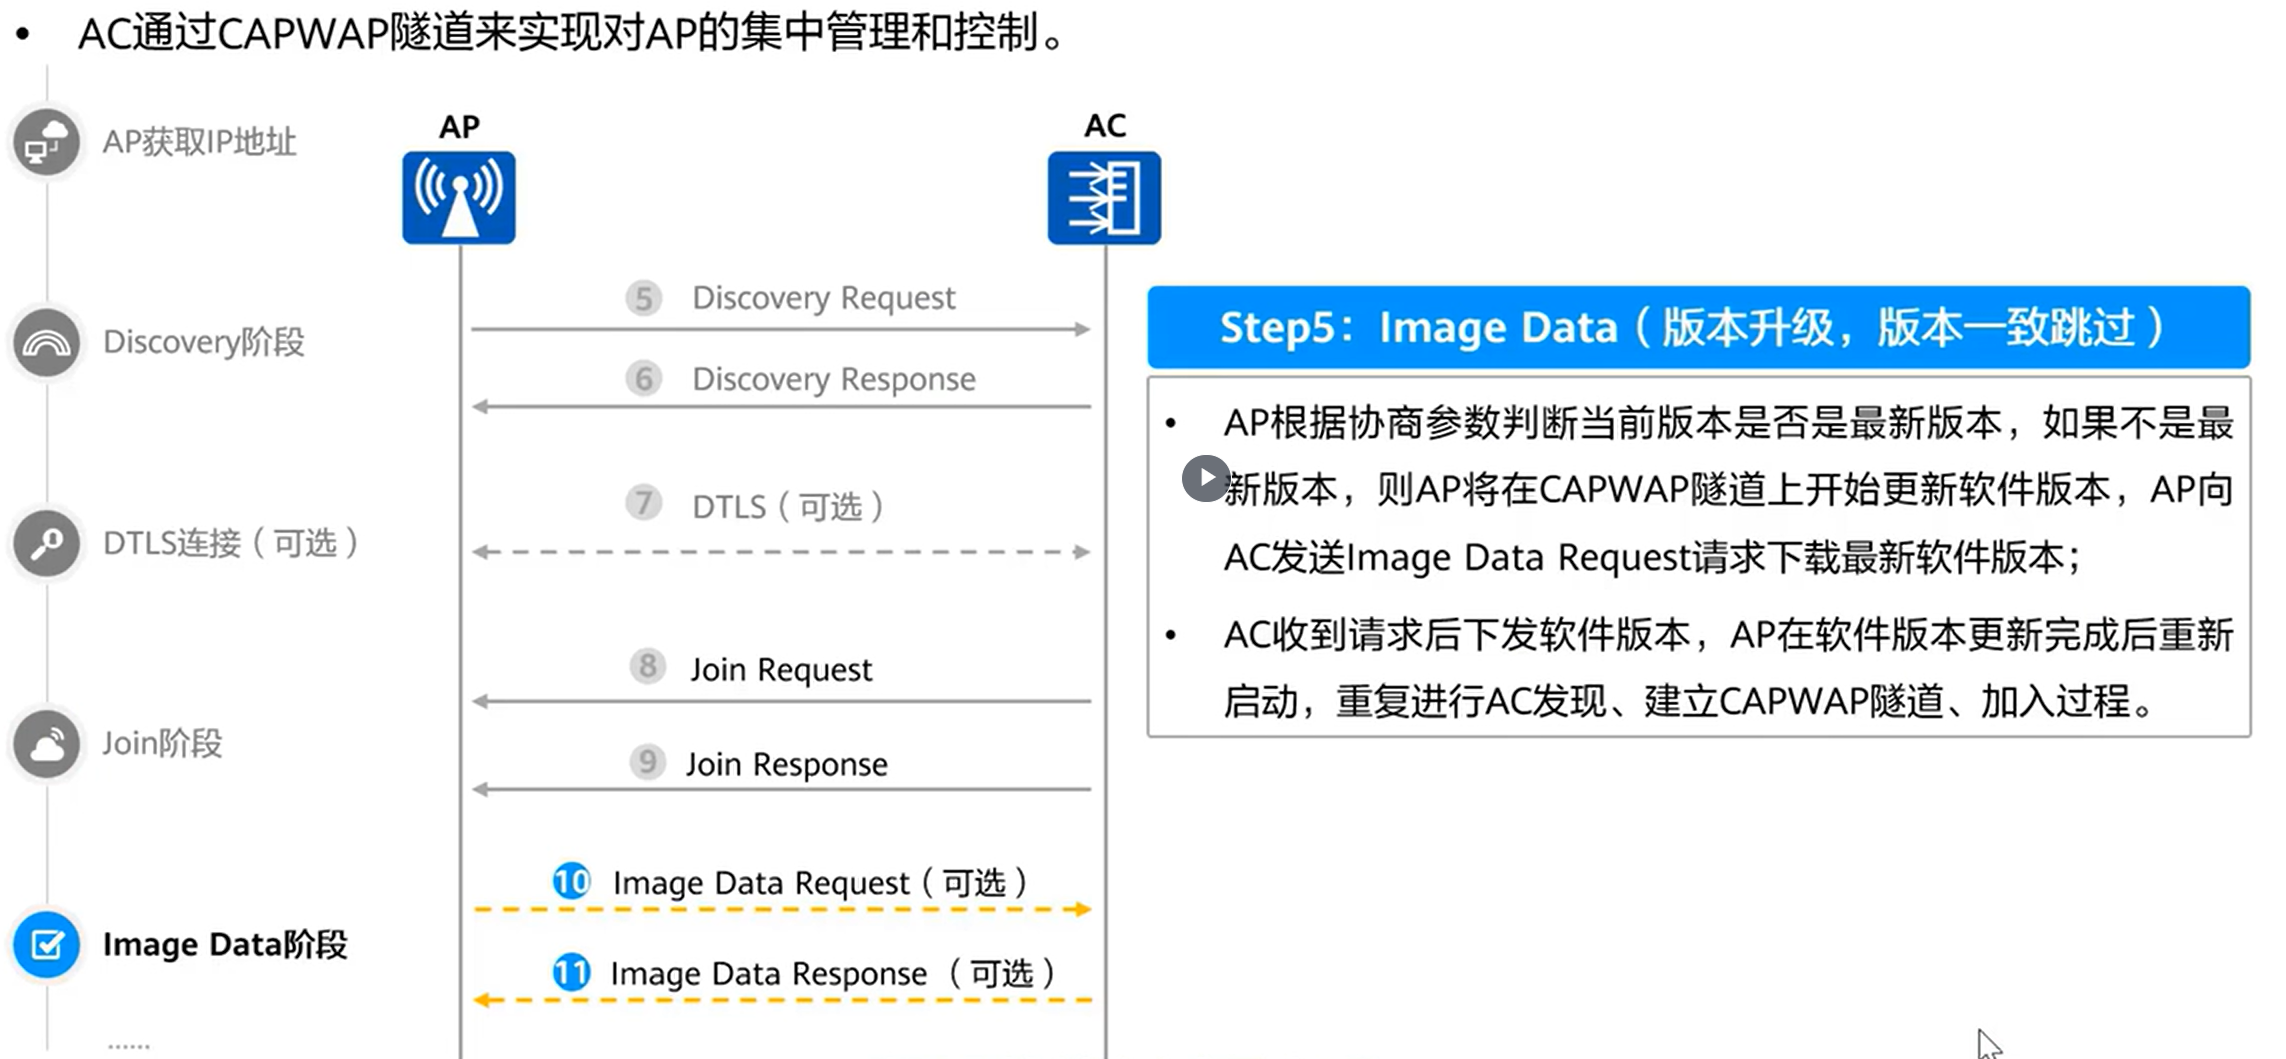 • AC通过CAPWAP隧道来实现对AP的集中管理和控制。
AP获取IP地址
Discovery阶段
DTLS连接（可选）
Join阶段
Image Data阶段
......
AP
AC
5 Discovery Request
6 Discovery Response
7 DTLS（可选）
8 Join Request
9 Join Response
10 Image Data Request（可选）
11 Image Data Response （可选）
Step5：Image Data（版本升级，版本一致跳过）
• AP根据协商参数判断当前版本是否是最新版本，如果不是最
新版本，则AP将在CAPWAP隧道上开始更新软件版本，AP向
AC发送Image Data Request请求下载最新软件版本；
• AC收到请求后下发软件版本，AP在软件版本更新完成后重新
启动，重复进行AC发现、建立CAPWAP隧道、加入过程。